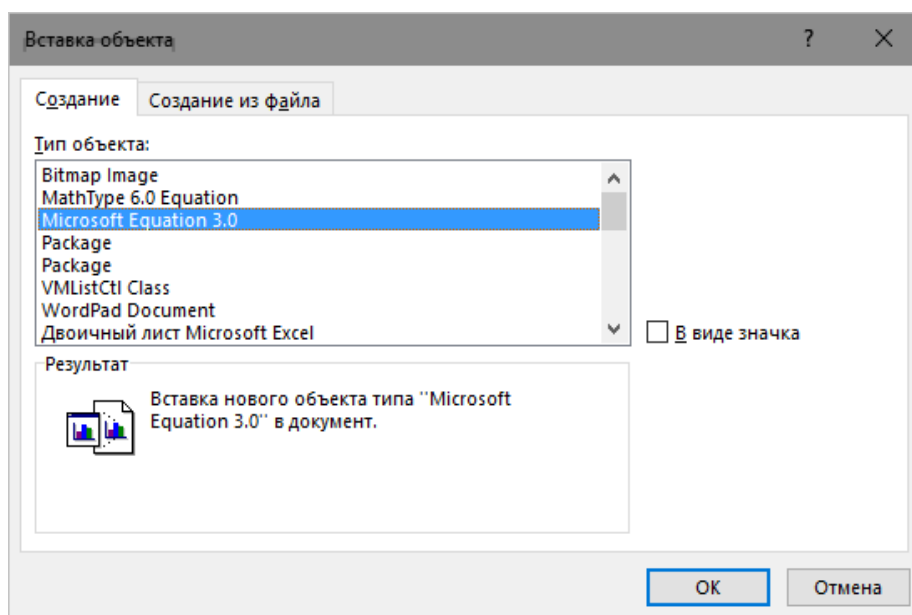 Вставка объекта
?
Создание
Создание из файла
Тип объекта:
Bitmap Image
MathType 6.0 Equation
Microsoft Equation 3.0
Package
Package
VMListCtl Class
WordPad Document
Двоичный лист Microsoft Excel
В виде значка
Результат
Вставка нового объекта типа "Microsoft
Equation 3.0" в документ.
ОК
Отмена